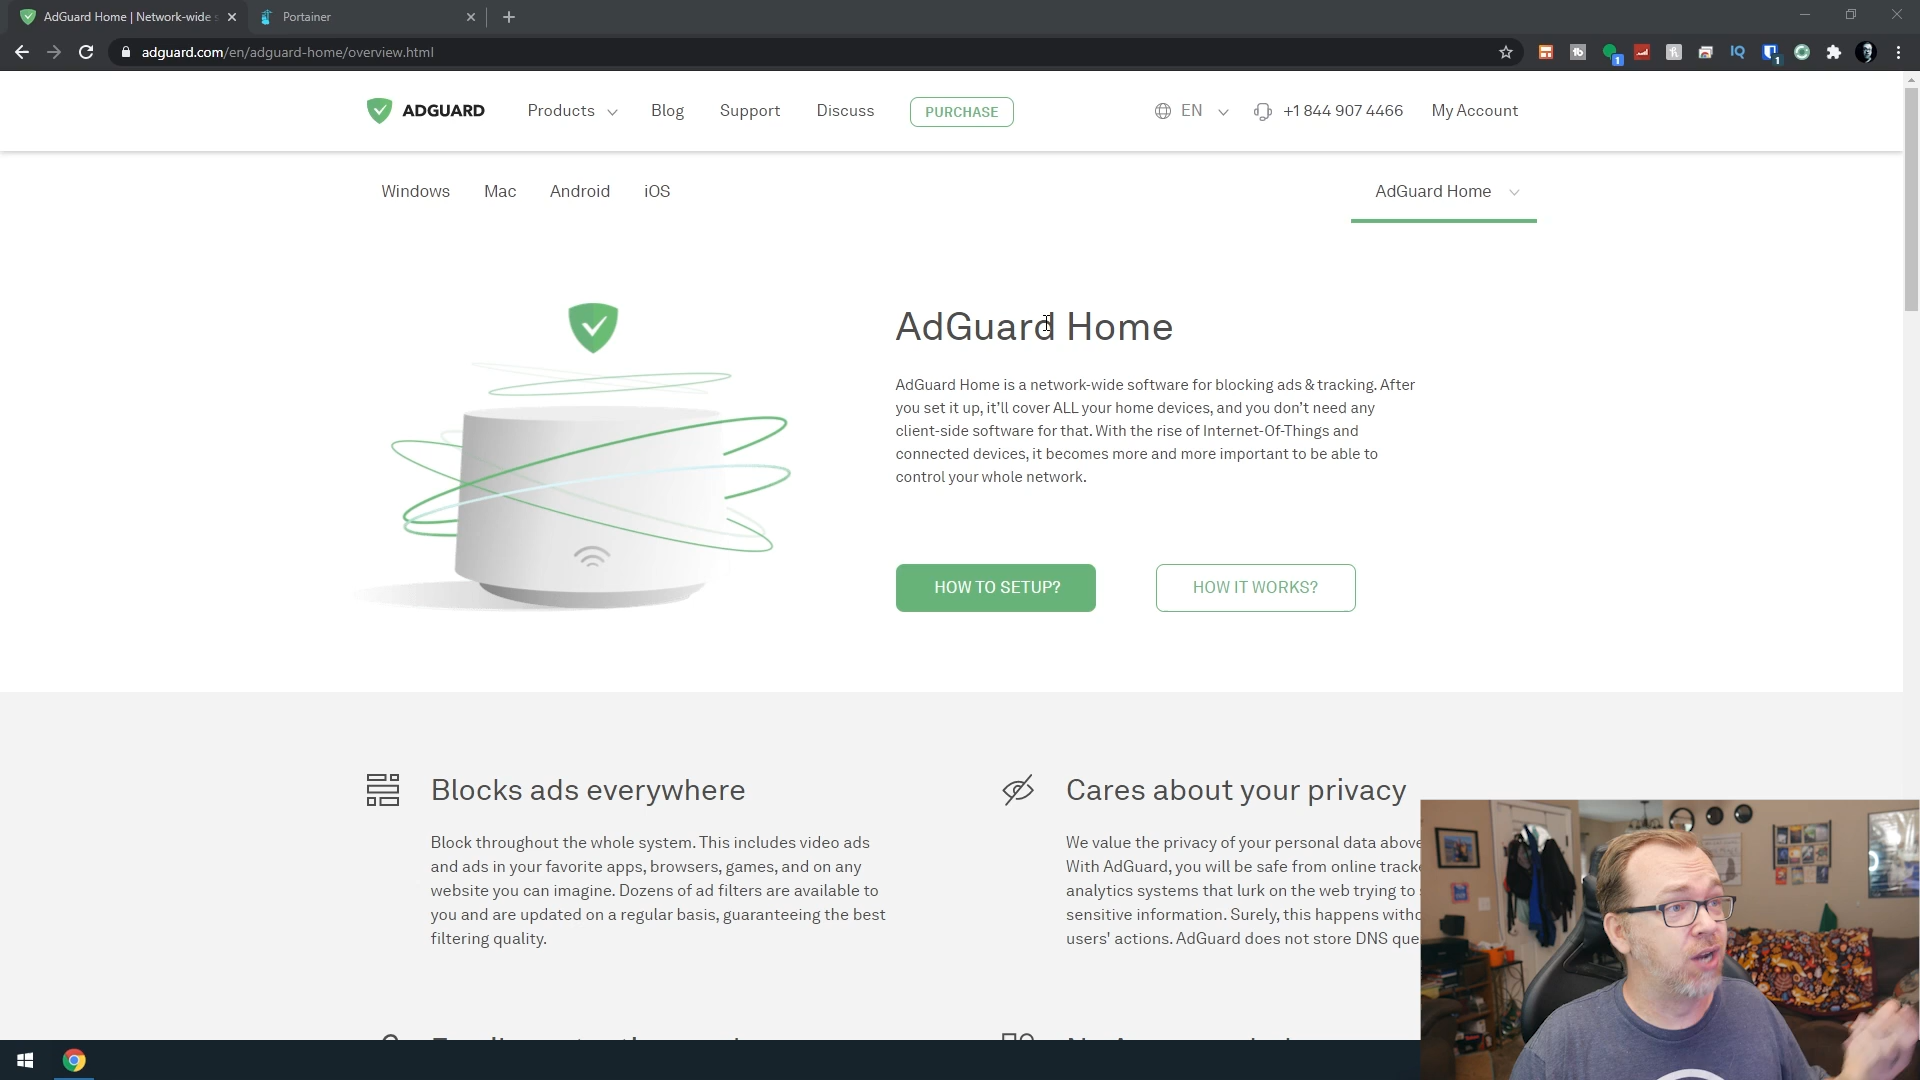 AdGuard Home | Network-wide
Portainer
adguard.com/en/adguard-home/overview.html
1
IQ
1
ADGUARD
Products
Blog
Support
Discuss
PURCHASE
EN
+1 844 907 4466
My Account
Windows
Mac
Android
iOS
AdGuard Home
AdGuard Home
AdGuard Home is a network-wide software for blocking ads & tracking. After
you set it up, it'll cover ALL your home devices, and you don't need any
client-side software for that. With the rise of Internet-Of-Things and
connected devices, it becomes more and more important to be able to
control your whole network.
HOW TO SETUP?
HOW IT WORKS?
Blocks ads everywhere
Block throughout the whole system. This includes video ads
and ads in your favorite apps, browsers, games, and on any
website you can imagine. Dozens of ad filters are available to
you and are updated on a regular basis, guaranteeing the best
filtering quality.
Cares about your privacy
We value the privacy of your personal data above
With AdGuard, you will be safe from online
analytics systems that lurk on the web trying to
sensitive information. Surely, this happens
users' actions. AdGuard does not store DNS